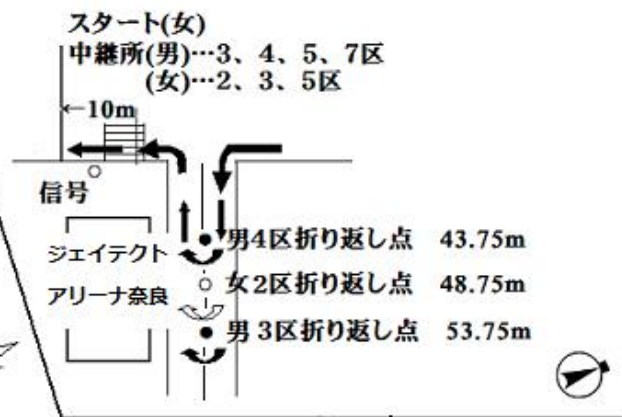 スタート(女)
中継所(男)…3、4、5、7区
(女)…2、3、5区
←10m
信号
ジェイテクト
アリーナ奈良
男4区折り返し点 43.75m
女2区折り返し点 48.75m
男3区折り返し点 53.75m